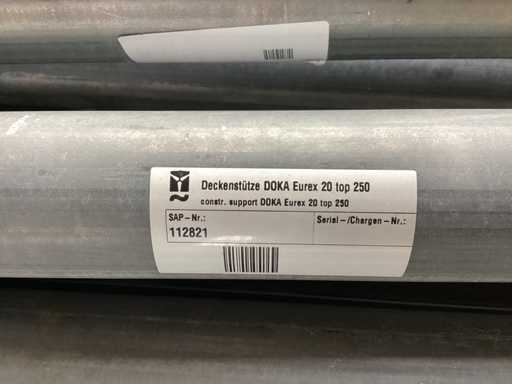 Deckenstütze DOKA Eurex 20 top 250
constr. support DOKA Eurex 20 top 250
SAP-Nr.:
Serial-/Chargen-Nr.:
112821